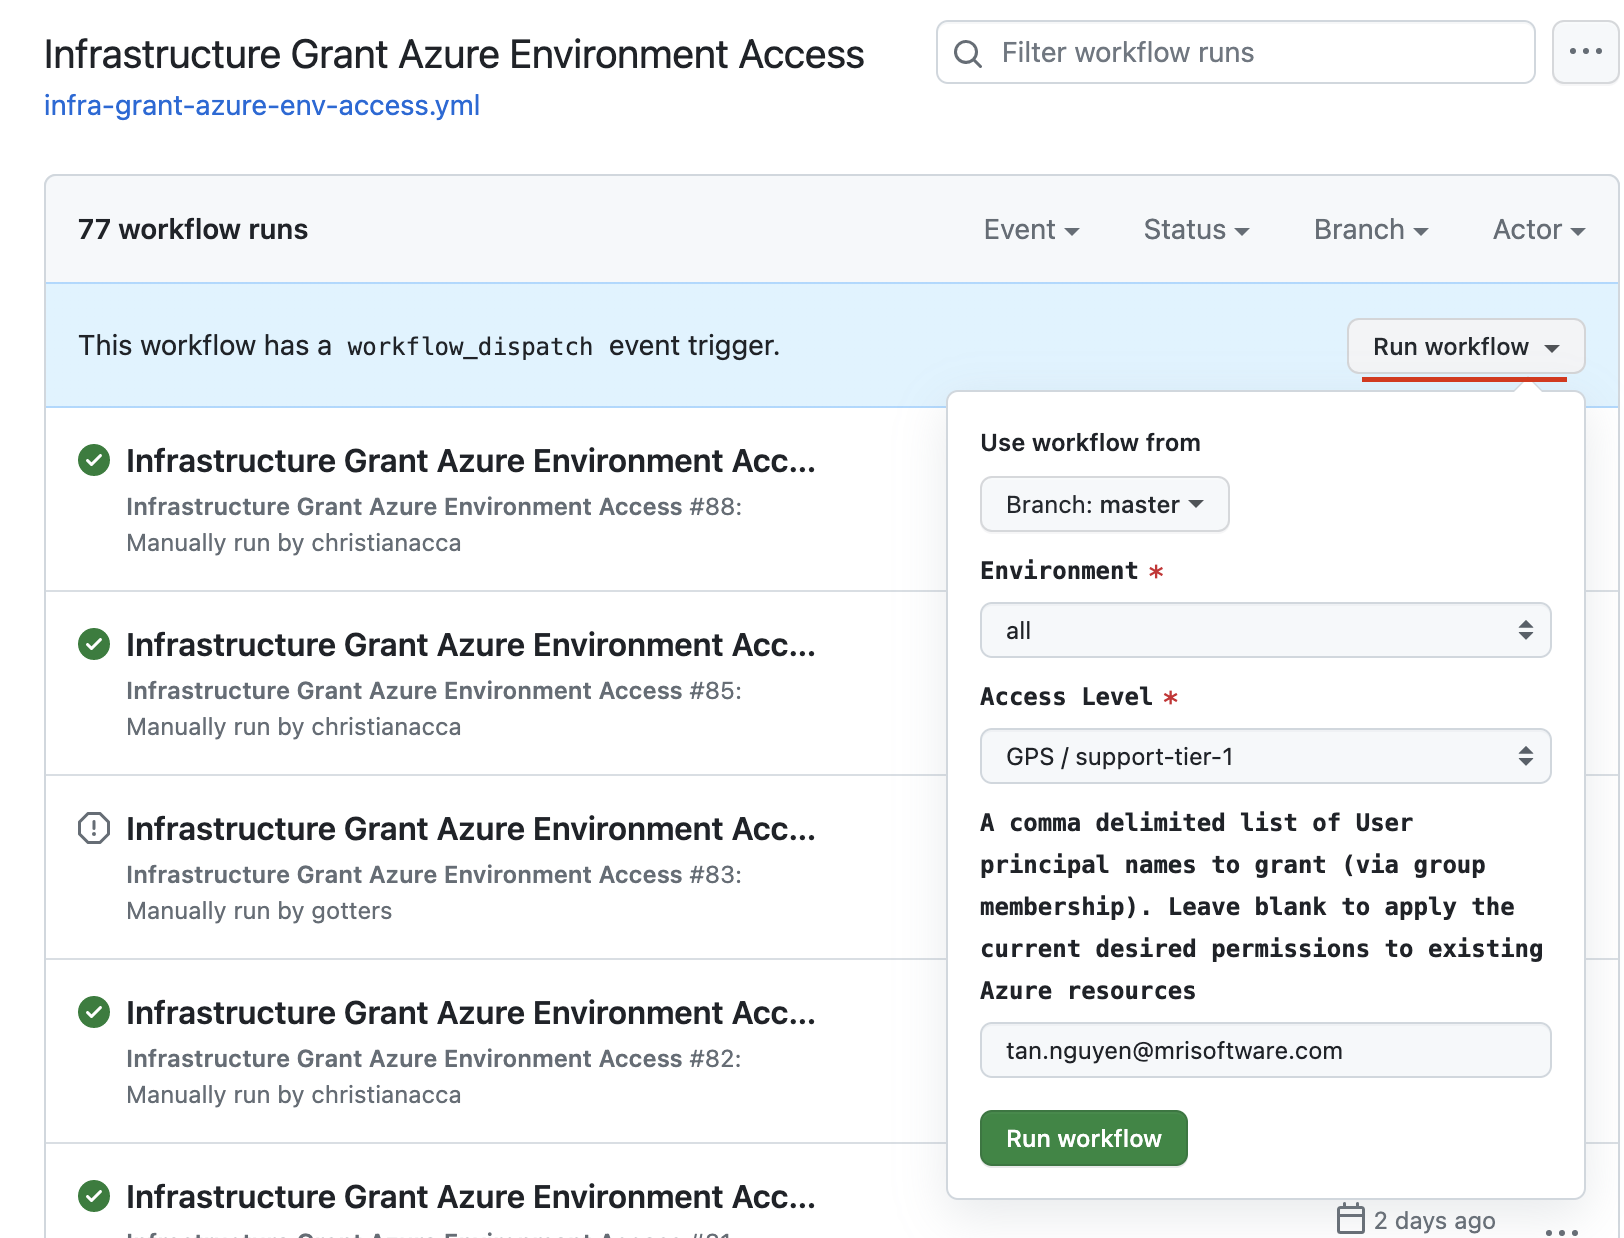 Infrastructure Grant Azure Environment Access
Filter workflow runs
infra-grant-azure-env-access.yml
77 workflow runs
Event
Status
Branch
Actor
This workflow has a workflow_dispatch event trigger.
Run workflow
Infrastructure Grant Azure Environment Acc...
Infrastructure Grant Azure Environment Access #88:
Manually run by christianacca
Infrastructure Grant Azure Environment Acc...
Infrastructure Grant Azure Environment Access #85:
Manually run by christianacca
Infrastructure Grant Azure Environment Acc...
Infrastructure Grant Azure Environment Access #83:
Manually run by gotters
Infrastructure Grant Azure Environment Acc...
Infrastructure Grant Azure Environment Access #82:
Manually run by christianacca
Infrastructure Grant Azure Environment Acc...
Infrastructure Grant Azure Environment Access #81:
Use workflow from
Branch: master
Environment *
all
Access Level *
GPS / support-tier-1
A comma delimited list of User
principal names to grant (via group
membership). Leave blank to apply the
current desired permissions to existing
Azure resources
tan.nguyen@mrisoftware.com
Run workflow
2 days ago